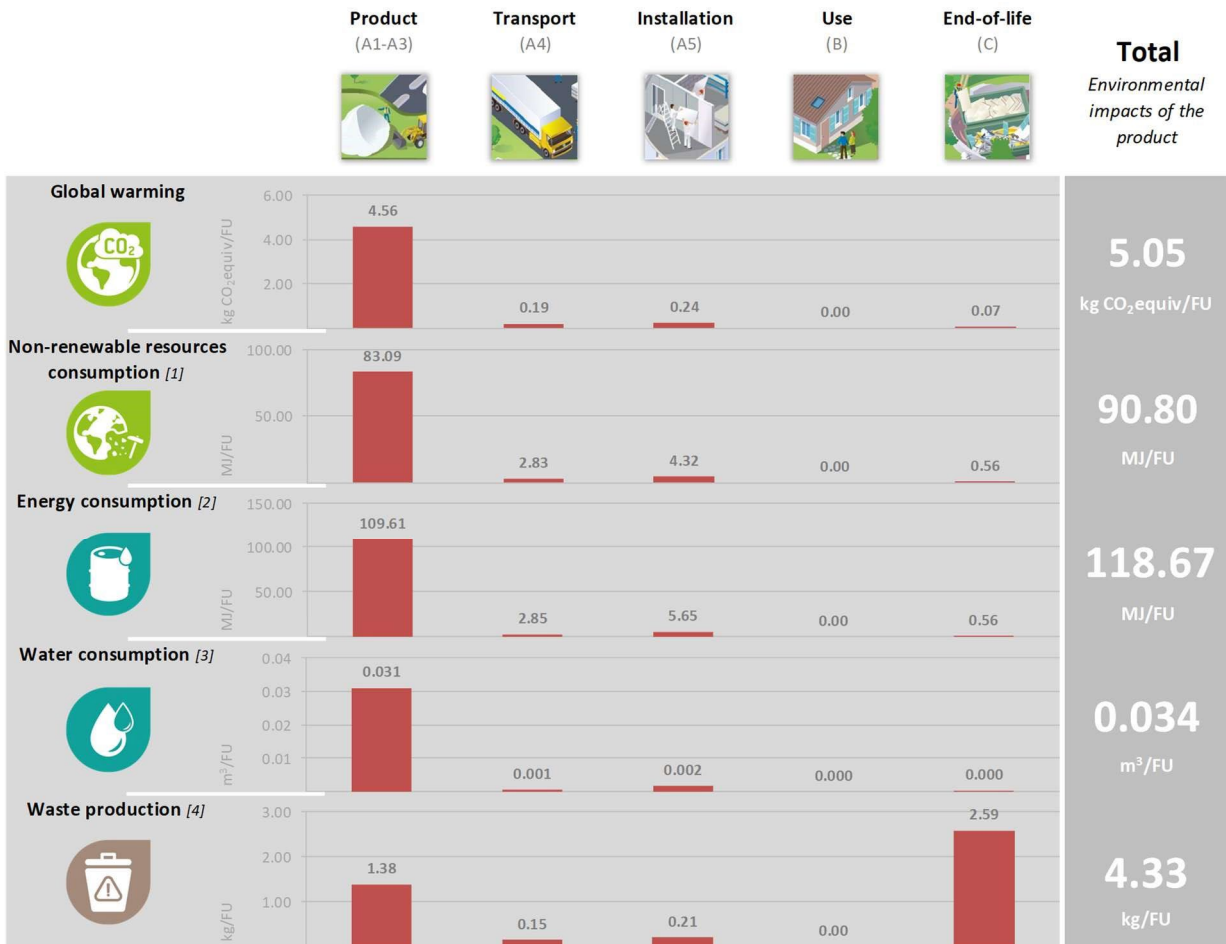 Product
(A1-A3)
Transport
(A4)
Installation
(A5)
Use
(B)
End-of-life
(C)
Total
Environmental
impacts of the
product
Global warming
CO₂
kg CO₂equiv/FU
6.00
4.00
2.00
4.56
0.19
0.24
0.00
0.07
5.05
kg CO₂equiv/FU
Non-renewable resources
consumption [1]
MJ/FU
100.00
50.00
83.09
2.83
4.32
0.00
0.56
90.80
MJ/FU
Energy consumption [2]
MJ/FU
150.00
100.00
50.00
109.61
2.85
5.65
0.00
0.56
118.67
MJ/FU
Water consumption [3]
m³/FU
0.04
0.03
0.02
0.01
0.031
0.001
0.002
0.000
0.000
0.034
m³/FU
Waste production [4]
kg/FU
3.00
2.00
1.00
1.38
0.15
0.21
0.00
2.59
4.33
kg/FU